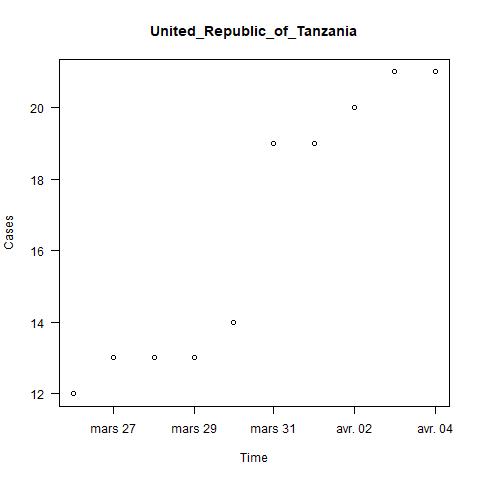 United_Republic_of_Tanzania
Cases
20
18
16
14
12
mars 27 mars 29 mars 31 avr. 02 avr. 04
Time